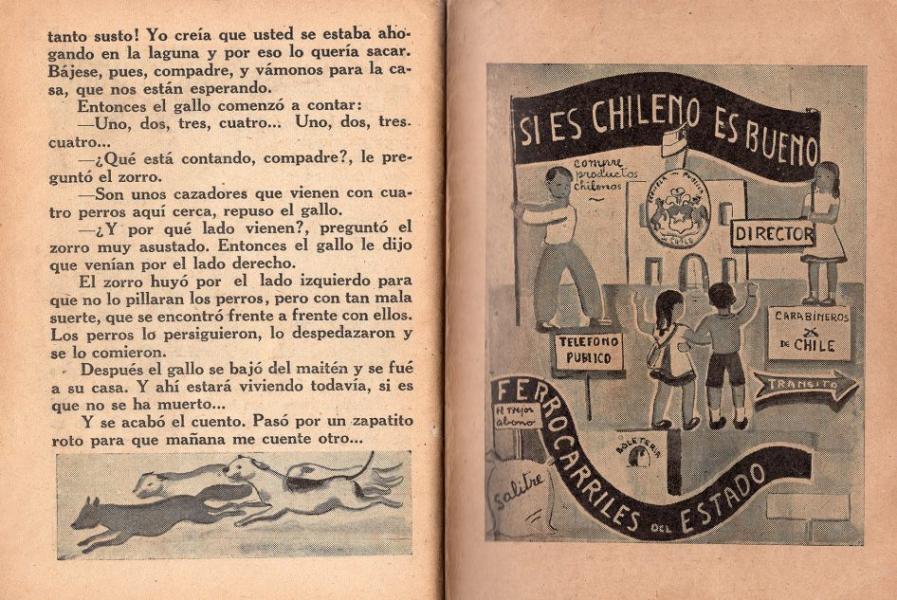 tanto susto! Yo creía que usted se estaba aho-
gando en la laguna y por eso lo quería sacar.
Bájese, pues, compadre, y vámonos para la ca-
sa, que nos están esperando.
Entonces el gallo comenzó a contar:
—Uno, dos, tres, cuatro... Uno, dos, tres.
cuatro...
—¿Qué está contando, compadre?, le pre-
guntó el zorro.
—Son unos cazadores que vienen con cua-
tro perros aquí cerca, repuso el gallo.
—¿Y por qué lado vienen?, preguntó el
zorro muy asustado. Entonces el gallo le dijo
que venían por el lado derecho.
El zorro huyó por el lado izquierdo para
que no lo pillaran los perros, pero con tan mala
suerte, que se encontró frente a frente con ellos.
Los perros lo persiguieron, lo despedazaron y
se lo comieron.
Después el gallo se bajó del maitén y se fué
a su casa. Y ahí estará viviendo todavía, si es
que no se ha muerto...
Y se acabó el cuento. Pasó por un zapatito
roto para que mañana me cuente otro...
SI ES CHILENO ES BUENO
compre
productos
chilenos
ESCUELA PUBLICA
DE CHILE
DIRECTOR
TELEFONO
PUBLICO
CARABINEROS
DE CHILE
TRANSITO
FERROCARRILES DEL ESTADO
El mejor
abono
Salitre
BOLETERIA